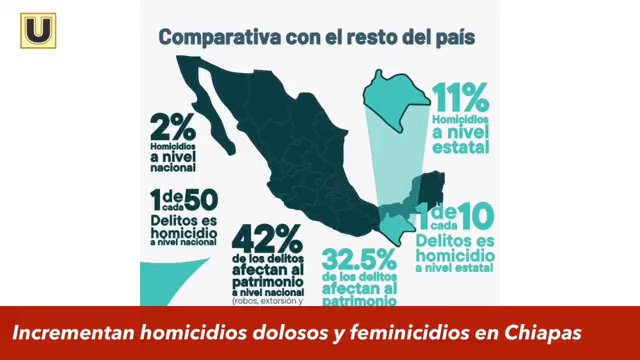 U
Comparativa con el resto del país
2%
Homicidios
a nivel
nacional
1 de
cada 50
Delitos es
homicidio
a nivel nacional
42%
de los delitos
afectan al
patrimonio
a nivel nacional
(robos, extorsión y
32.5%
de los delitos
afectan al
patrimonio
11%
Homicidios
a nivel
estatal
1 de
cada 10
Delitos es
homicidio
a nivel estatal
Incrementan homicidios dolosos y feminicidios en Chiapas